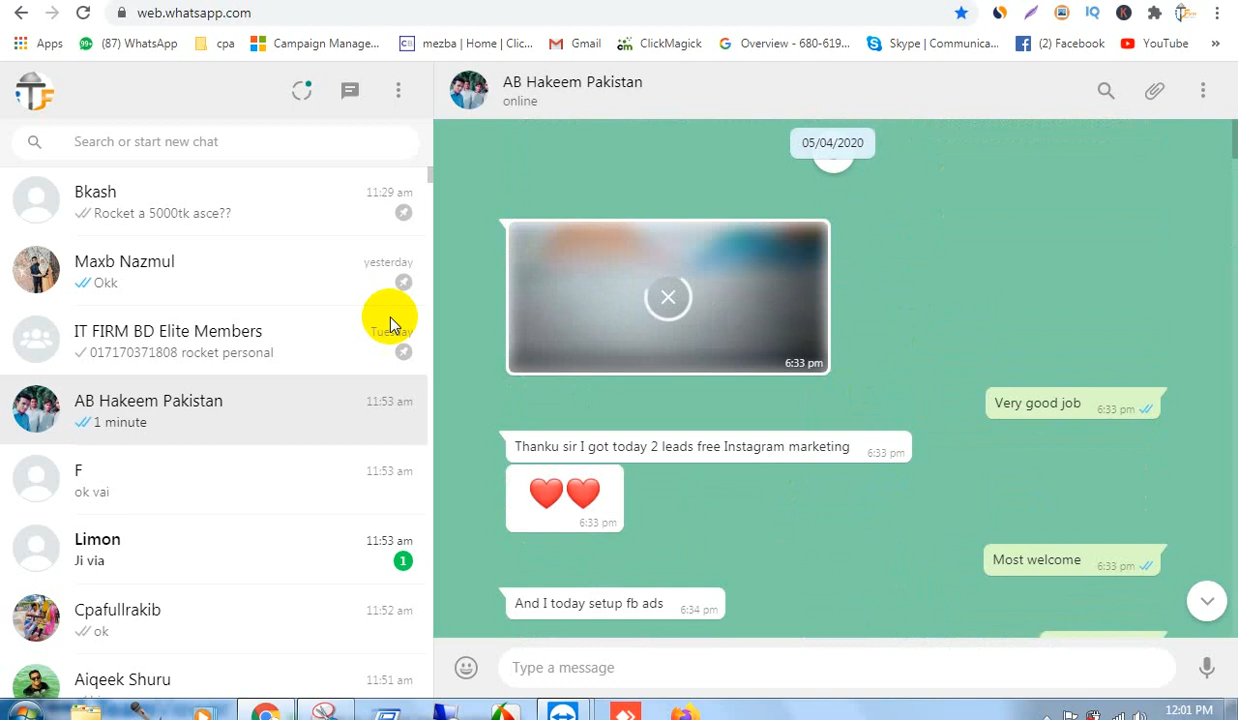 web.whatsapp.com
Apps
(87) WhatsApp
cpa
Campaign Manage...
mezba | Home | Clic...
Gmail
ClickMagick
Overview - 680-619...
Skype | Communica...
(2) Facebook
YouTube
»
TF
AB Hakeem Pakistan
online
Search or start new chat
Bkash
11:29 am
Rocket a 5000tk asce??
Maxb Nazmul
yesterday
Okk
IT FIRM BD Elite Members
Tuesday
017170371808 rocket personal
AB Hakeem Pakistan
11:53 am
1 minute
F
11:53 am
ok vai
Limon
11:53 am
Ji via
1
Cpafullrakib
11:52 am
ok
Aiqeek Shuru
11:51 am
05/04/2020
6:33 pm
Very good job
6:33 pm
Thanku sir I got today 2 leads free Instagram marketing
6:33 pm
6:33 pm
Most welcome
6:33 pm
And I today setup fb ads
6:34 pm
Type a message
12:01 PM